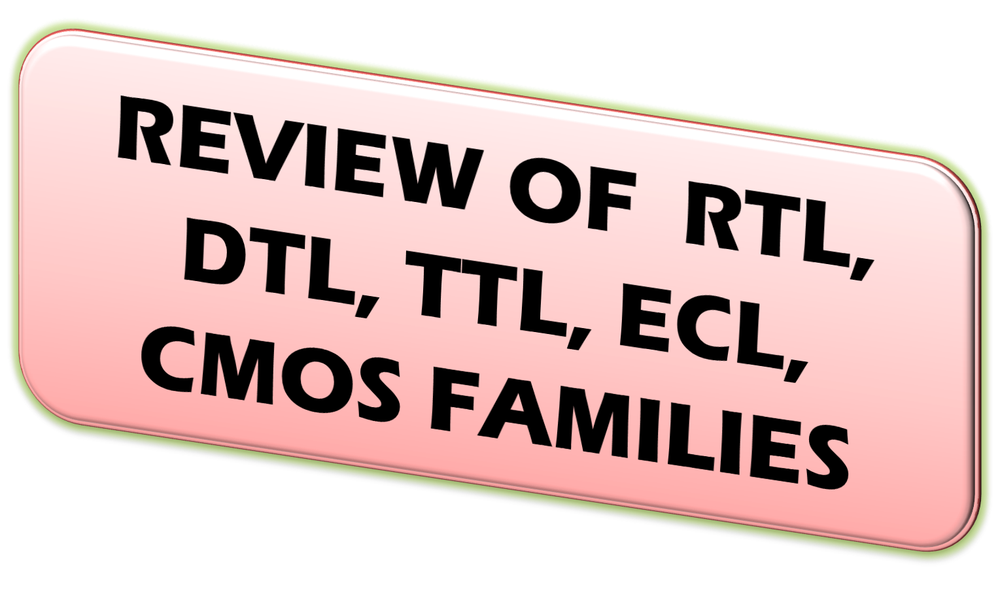 REVIEW OF RTL,
DTL, TTL, ECL,
CMOS FAMILIES